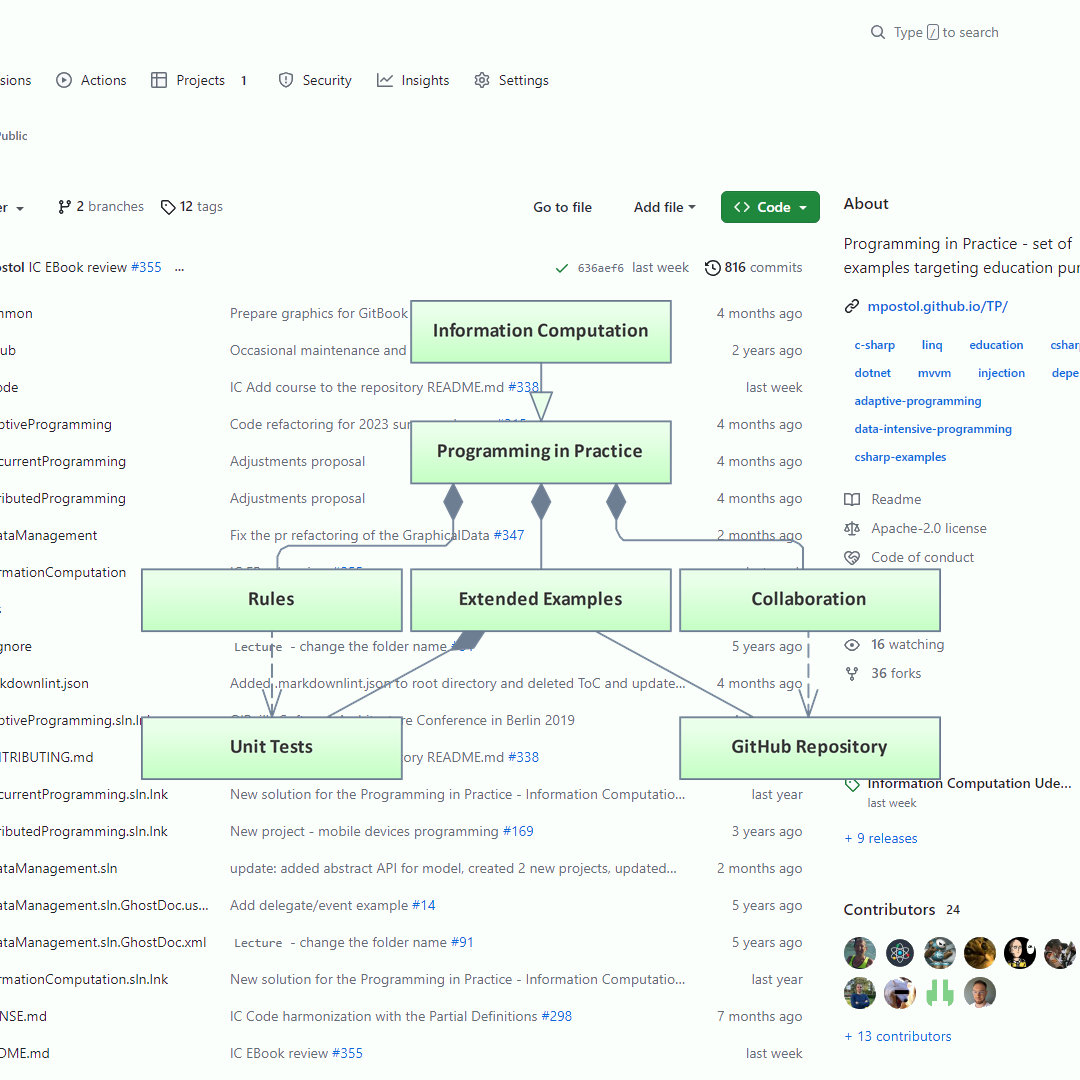 Type / to search
sions Actions Projects 1 Security Insights Settings
Public
er 2 branches 12 tags Go to file Add file Code
About
Programming in Practice - set of
examples targeting education pur
mpostol.github.io/TP/
c-sharp linq education cshar
dotnet mvvm injection depe
adaptive-programming
data-intensive-programming
csharp-examples
Readme
Apache-2.0 license
Code of conduct
16 watching
36 forks
Information Computation Ude...
last week
+ 9 releases
Contributors 24
+ 13 contributors
ostol IC EBook review #355 ... 636aef6 last week 816 commits
mmon Prepare graphics for GitBook 4 months ago
ub Occasional maintenance and 2 years ago
ode IC Add course to the repository README.md #338 last week
ptiveProgramming Code refactoring for 2023 sum 4 months ago
currentProgramming Adjustments proposal 4 months ago
ributedProgramming Adjustments proposal 4 months ago
ataManagement Fix the pr refactoring of the GraphicalData #347 2 months ago
rmationComputation
gnore Lecture - change the folder name 5 years ago
kdownlint.json Added .markdownlint.json to root directory and deleted ToC and update... 4 months ago
ptiveProgramming.sln.l Conference in Berlin 2019
TRIBUTING.md ory README.md #338
currentProgramming.sln.lnk New solution for the Programming in Practice - Information Computatio... last year
ributedProgramming.sln.lnk New project - mobile devices programming #169 3 years ago
ataManagement.sln update: added abstract API for model, created 2 new projects, updated... 2 months ago
ataManagement.sln.GhostDoc.us... Add delegate/event example #14 5 years ago
ataManagement.sln.GhostDoc.xml Lecture - change the folder name #91 5 years ago
rmationComputation.sln.lnk New solution for the Programming in Practice - Information Computatio... last year
NSE.md IC Code harmonization with the Partial Definitions #298 7 months ago
DME.md IC EBook review #355 last week
Information Computation
Programming in Practice
Rules Extended Examples Collaboration
Unit Tests GitHub Repository